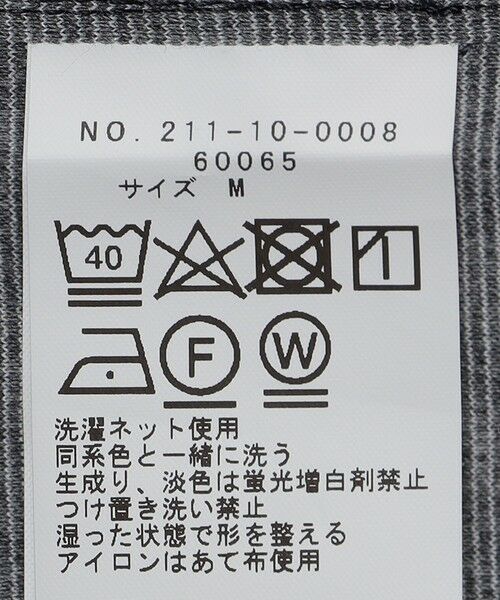 NO. 211-10-0008
60065
サイズ M
40
F W
洗濯ネット使用
同系色と一緒に洗う
生成り、淡色は蛍光増白剤禁止
つけ置き洗い禁止
湿った状態で形を整える
アイロンはあて布使用